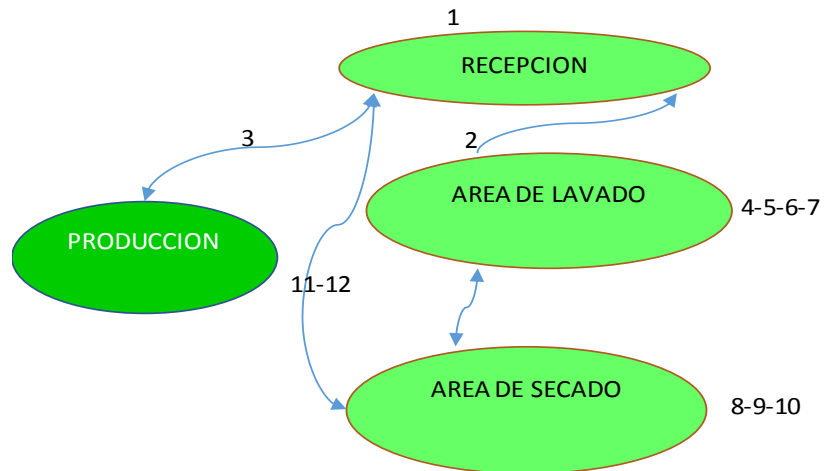 1
RECEPCION
3
2
AREA DE LAVADO
4-5-6-7
PRODUCCION
11-12
AREA DE SECADO
8-9-10